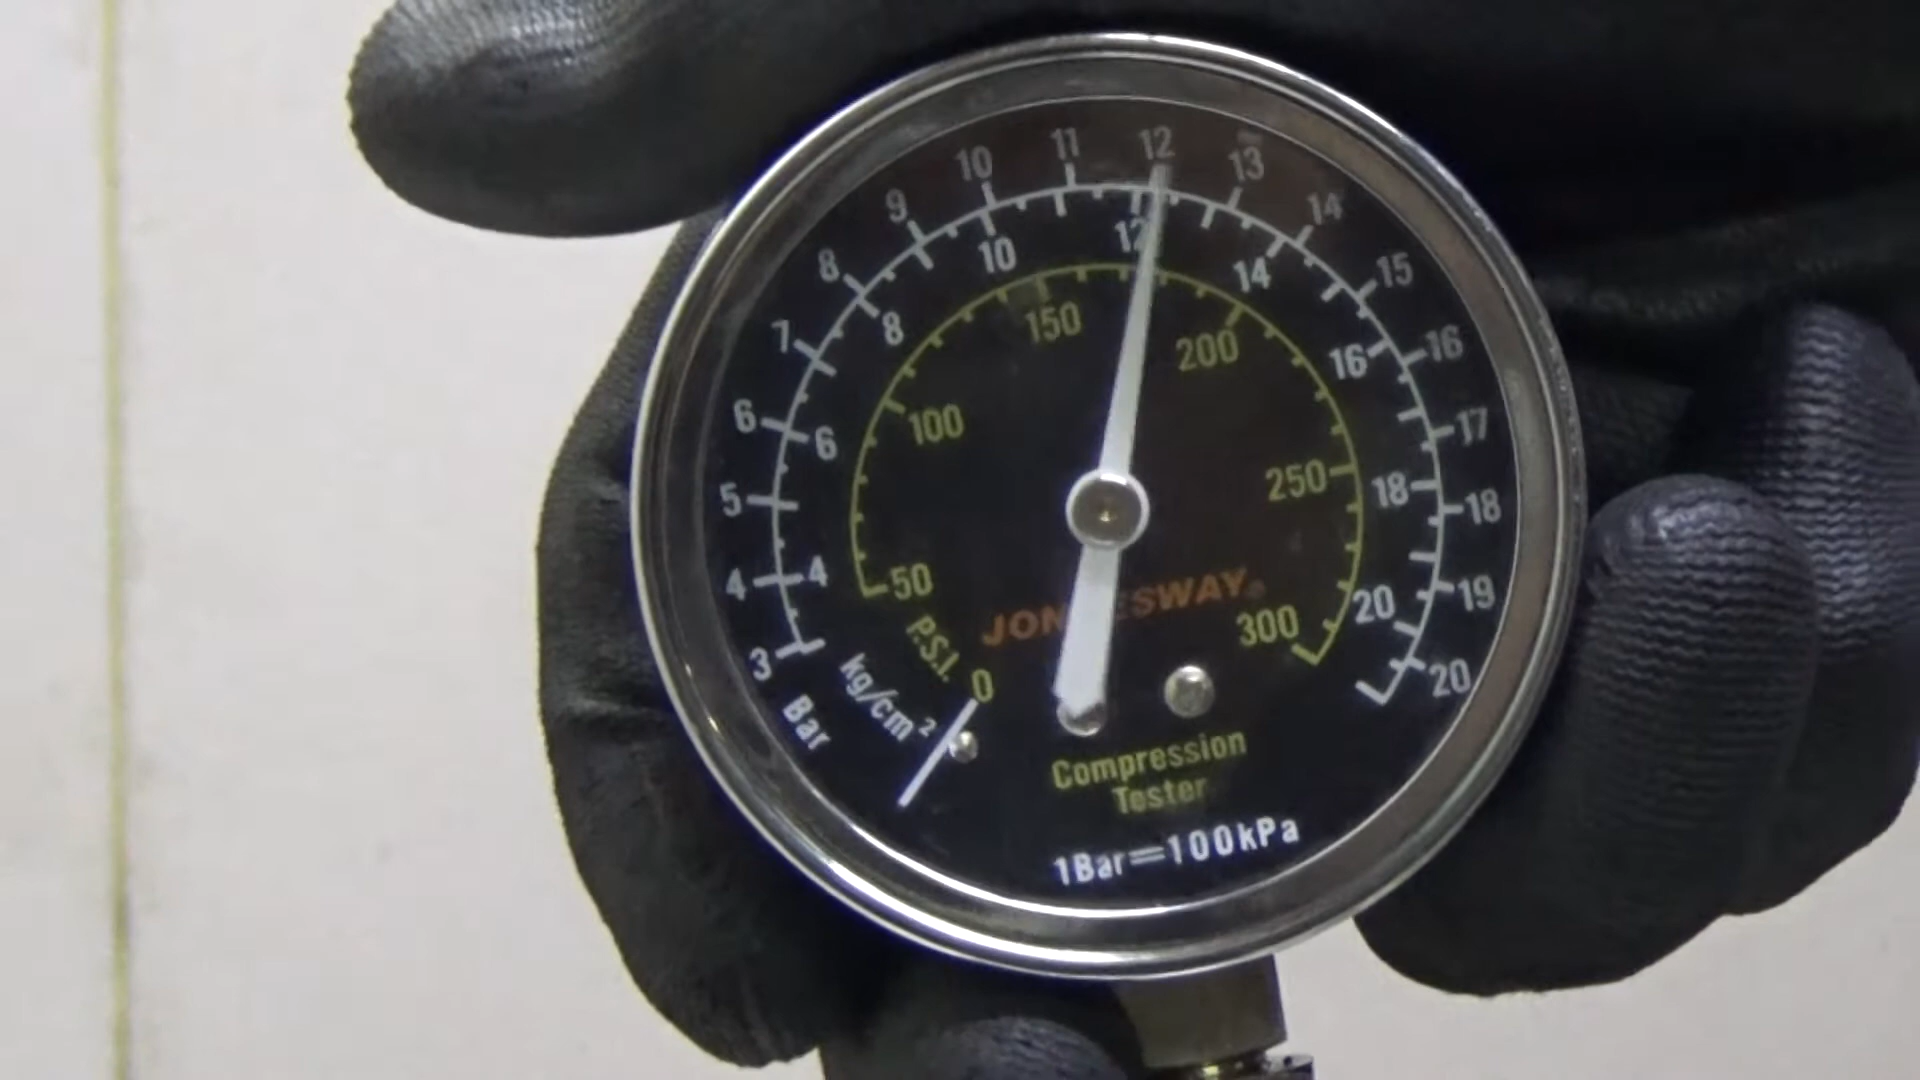 3 4 5 6 7 8 9 10 11 12 13 14 15 16 17 18 19 20
4 6 8 10 12 14 16 18 20
0 50 100 150 200 250 300
P.S.I.
kg/cm²
Bar
JONNESWAY®
Compression
Tester
1Bar=100kPa